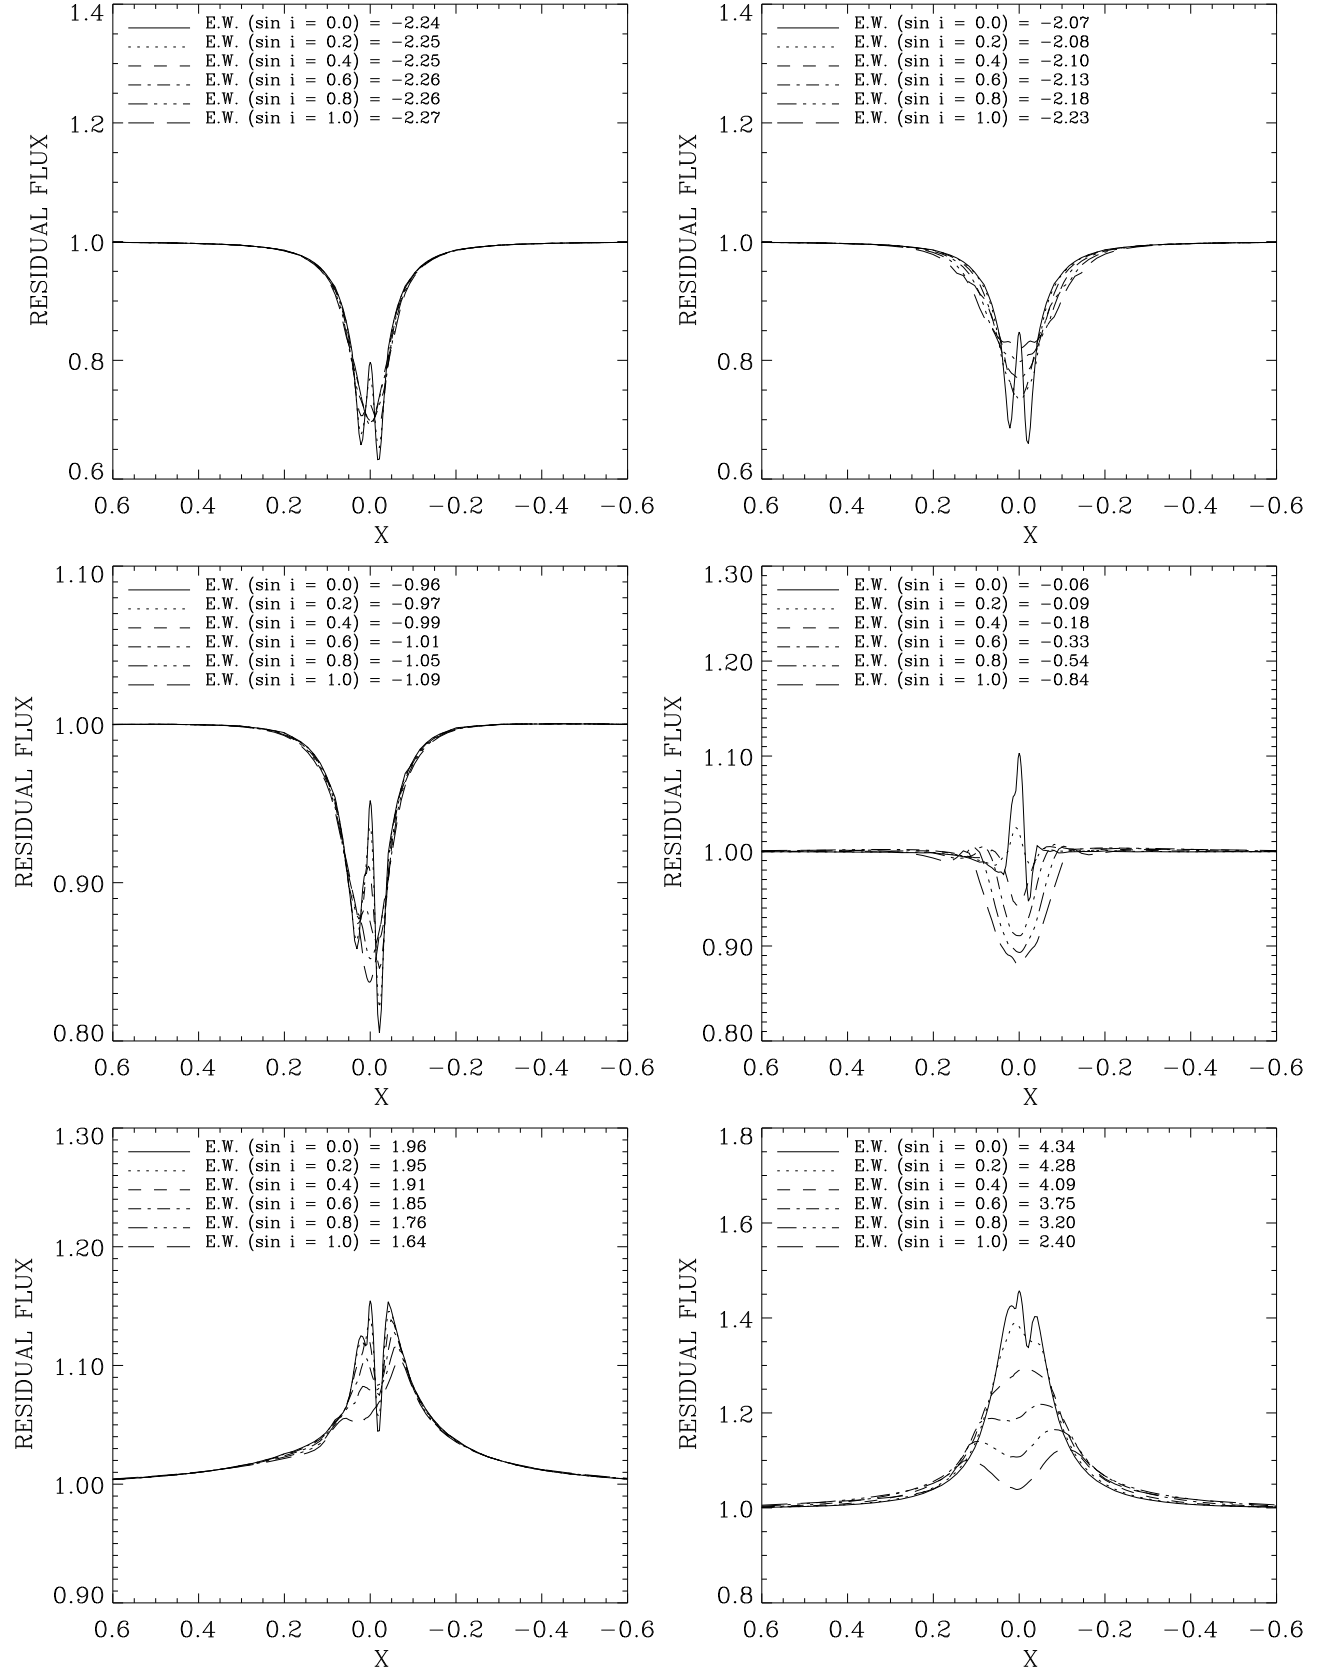 1.4
1.2
1.0
0.8
0.6
RESIDUAL FLUX
E.W. (sin i = 0.0) = −2.24
E.W. (sin i = 0.2) = −2.25
E.W. (sin i = 0.4) = −2.25
E.W. (sin i = 0.6) = −2.26
E.W. (sin i = 0.8) = −2.26
E.W. (sin i = 1.0) = −2.27
0.6 0.4 0.2 0.0 −0.2 −0.4 −0.6
X
1.4
1.2
1.0
0.8
0.6
RESIDUAL FLUX
E.W. (sin i = 0.0) = −2.07
E.W. (sin i = 0.2) = −2.08
E.W. (sin i = 0.4) = −2.10
E.W. (sin i = 0.6) = −2.13
E.W. (sin i = 0.8) = −2.18
E.W. (sin i = 1.0) = −2.23
0.6 0.4 0.2 0.0 −0.2 −0.4 −0.6
X
1.10
1.00
0.90
0.80
RESIDUAL FLUX
E.W. (sin i = 0.0) = −0.96
E.W. (sin i = 0.2) = −0.97
E.W. (sin i = 0.4) = −0.99
E.W. (sin i = 0.6) = −1.01
E.W. (sin i = 0.8) = −1.05
E.W. (sin i = 1.0) = −1.09
0.6 0.4 0.2 0.0 −0.2 −0.4 −0.6
X
1.30
1.20
1.10
1.00
0.90
0.80
RESIDUAL FLUX
E.W. (sin i = 0.0) = −0.06
E.W. (sin i = 0.2) = −0.09
E.W. (sin i = 0.4) = −0.18
E.W. (sin i = 0.6) = −0.33
E.W. (sin i = 0.8) = −0.54
E.W. (sin i = 1.0) = −0.84
0.6 0.4 0.2 0.0 −0.2 −0.4 −0.6
X
1.30
1.20
1.10
1.00
0.90
RESIDUAL FLUX
E.W. (sin i = 0.0) = 1.96
E.W. (sin i = 0.2) = 1.95
E.W. (sin i = 0.4) = 1.91
E.W. (sin i = 0.6) = 1.85
E.W. (sin i = 0.8) = 1.76
E.W. (sin i = 1.0) = 1.64
0.6 0.4 0.2 0.0 −0.2 −0.4 −0.6
X
1.8
1.6
1.4
1.2
1.0
0.8
RESIDUAL FLUX
E.W. (sin i = 0.0) = 4.34
E.W. (sin i = 0.2) = 4.28
E.W. (sin i = 0.4) = 4.09
E.W. (sin i = 0.6) = 3.75
E.W. (sin i = 0.8) = 3.20
E.W. (sin i = 1.0) = 2.40
0.6 0.4 0.2 0.0 −0.2 −0.4 −0.6
X